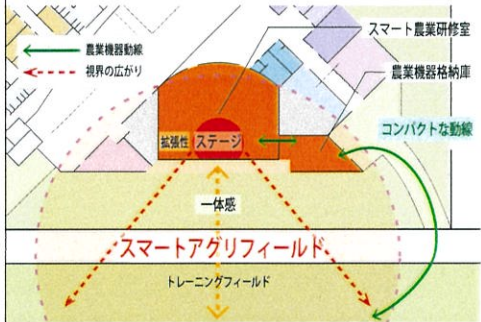 農業機器動線
視界の広がり
スマート農業研修室
農業機器格納庫
コンパクトな動線
拡張性
ステージ
一体感
スマートアグリフィールド
トレーニングフィールド